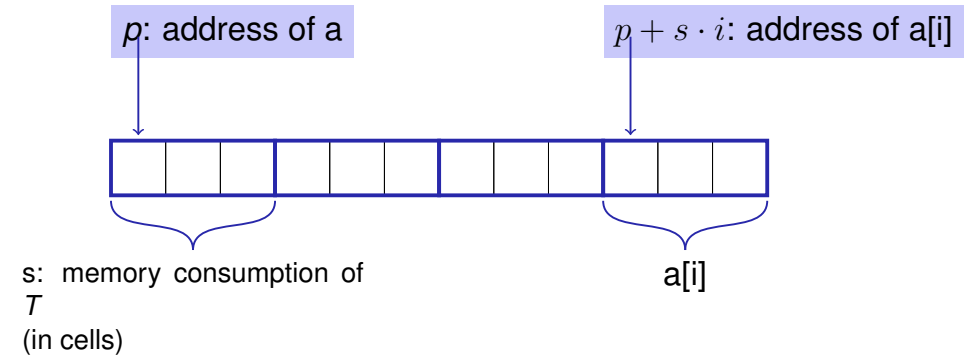 p: address of a
p + s · i: address of a[i]
s: memory consumption of
T
(in cells)
a[i]